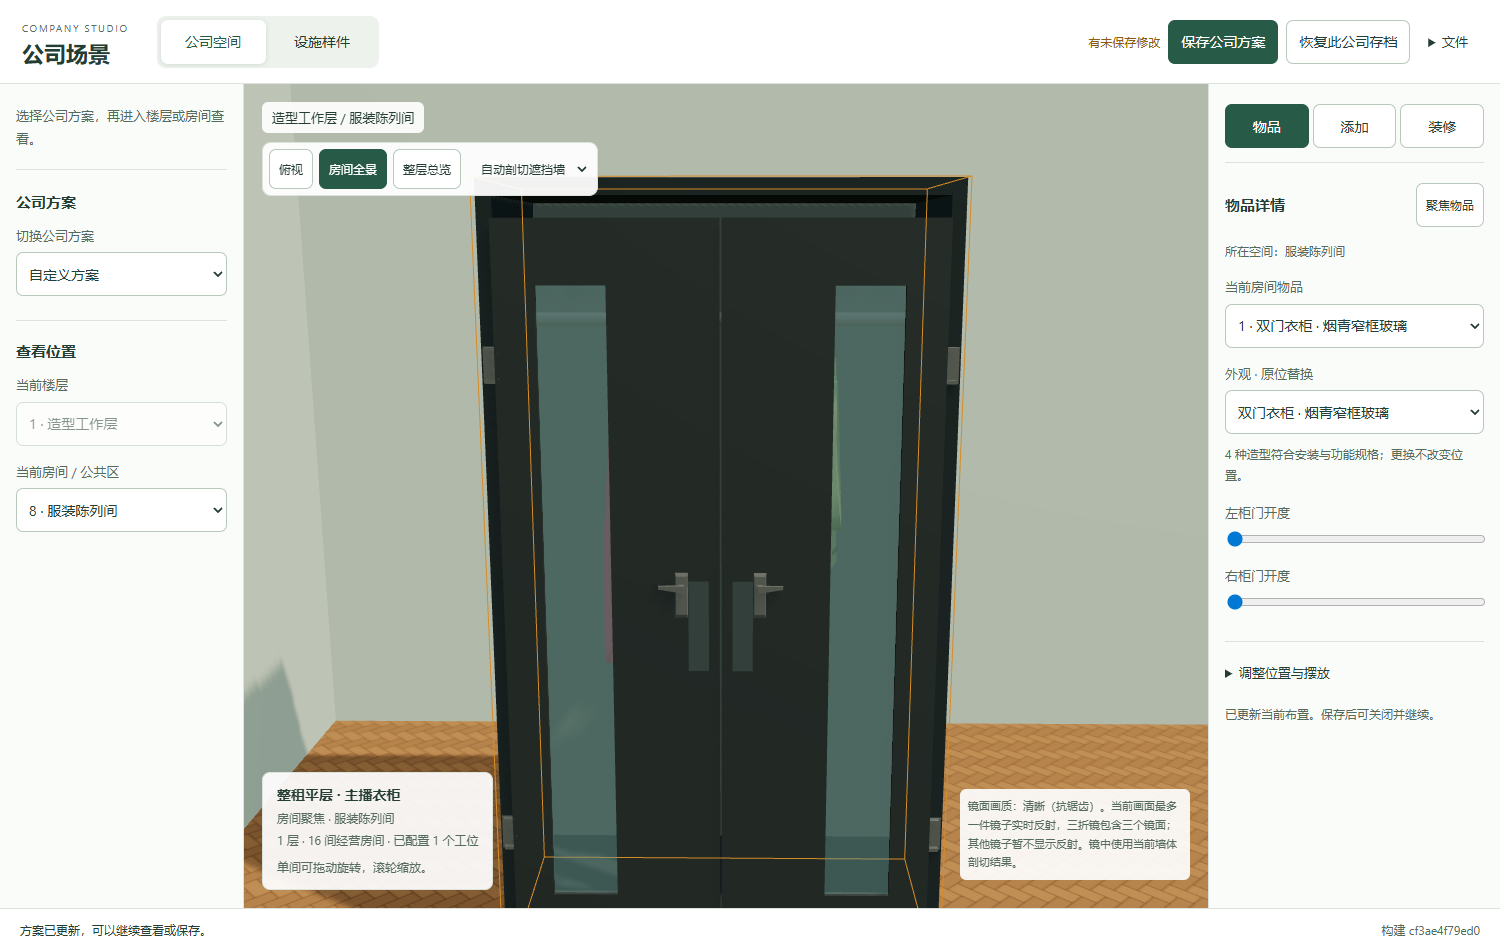 COMPANY STUDIO
公司场景
公司空间
设施样件
有未保存修改
保存公司方案
恢复此公司存档
▶ 文件
选择公司方案，再进入楼层或房间查
看。
公司方案
切换公司方案
自定义方案
查看位置
当前楼层
1 · 造型工作层
当前房间 / 公共区
8 · 服装陈列间
造型工作层 / 服装陈列间
俯视
房间全景
整层总览
自动剖切遮挡墙
整租平层 · 主播衣柜
房间聚焦 · 服装陈列间
1 层 · 16 间经营房间 · 已配置 1 个工位
单间可拖动旋转，滚轮缩放。
镜面画质：清晰（抗锯齿）。当前画面最多
一件镜子实时反射，三折镜包含三个镜面；
其他镜子暂不显示反射。镜中使用当前墙体
剖切结果。
物品
添加
装修
物品详情
聚焦物品
所在空间：服装陈列间
当前房间物品
1 · 双门衣柜 · 烟青窄框玻璃
外观 · 原位替换
双门衣柜 · 烟青窄框玻璃
4 种造型符合安装与功能规格；更换不改变位
置。
左柜门开度
右柜门开度
▶ 调整位置与摆放
已更新当前布置。保存后可关闭并继续。
方案已更新，可以继续查看或保存。
构建 cf3ae4f79ed0